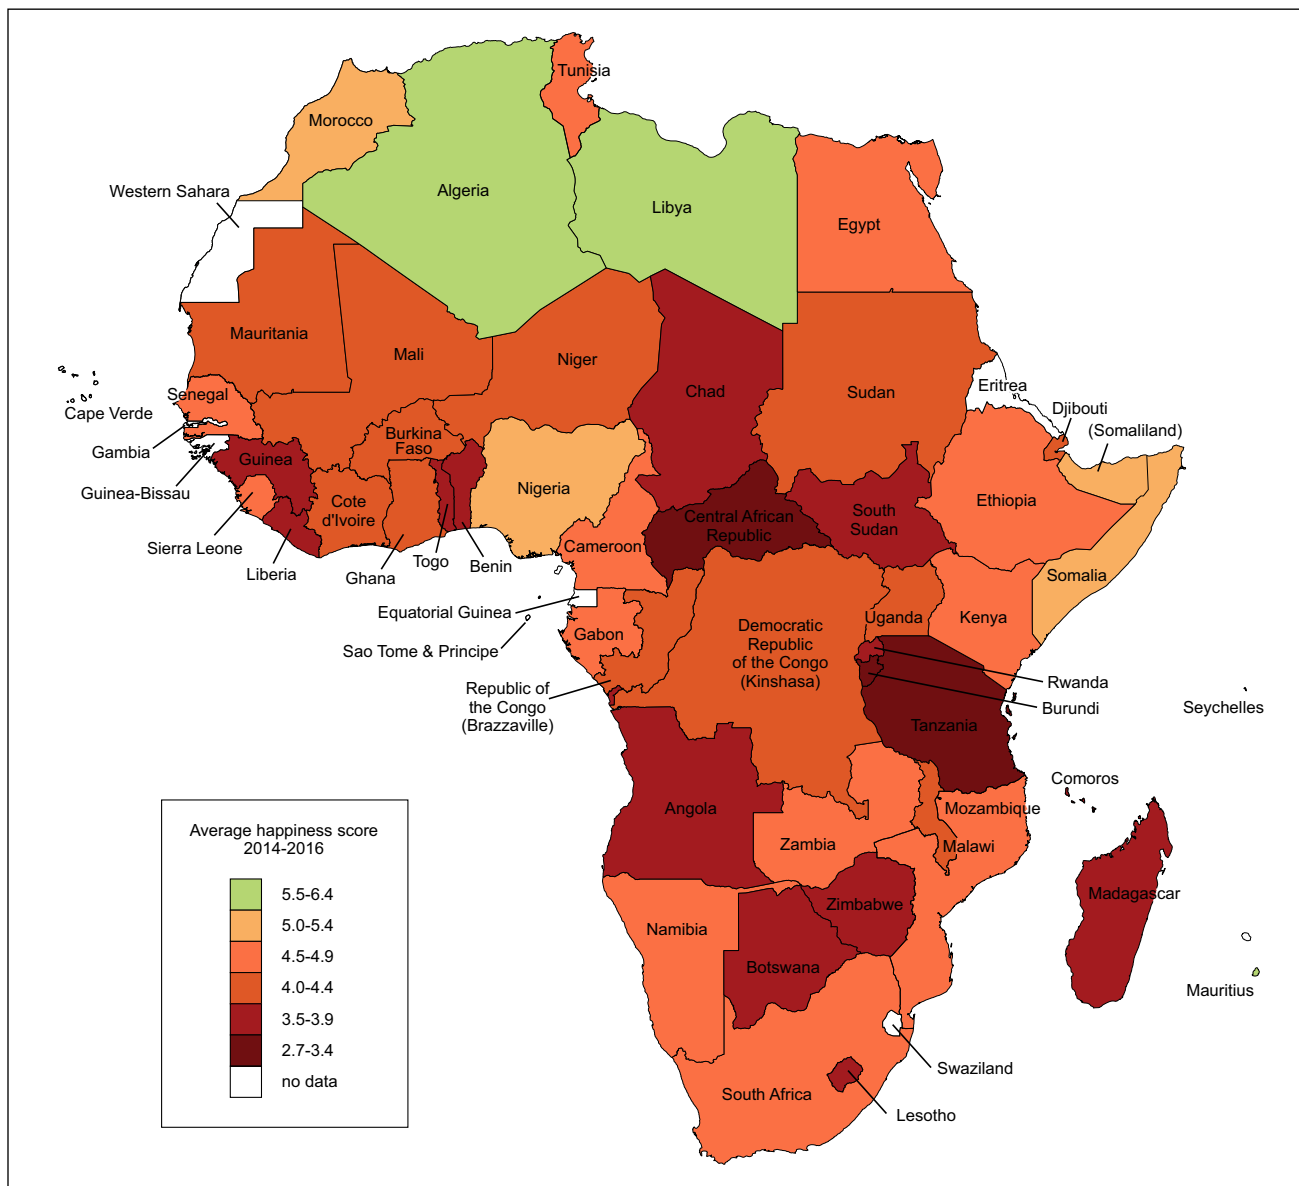 Tunisia
Morocco
Western Sahara
Algeria
Libya
Egypt
Mauritania
Mali
Niger
Chad
Sudan
Eritrea
Djibouti
(Somaliland)
Senegal
Cape Verde
Gambia
Guinea-Bissau
Guinea
Burkina
Faso
Nigeria
Ethiopia
Cote
d'Ivoire
Sierra Leone
Liberia
Ghana
Togo
Benin
Cameroon
Central African
Republic
South
Sudan
Somalia
Equatorial Guinea
Sao Tome & Principe
Gabon
Republic of
the Congo
(Brazzaville)
Democratic
Republic
of the Congo
(Kinshasa)
Uganda
Kenya
Rwanda
Burundi
Tanzania
Seychelles
Comoros
Angola
Zambia
Mozambique
Malawi
Madagascar
Mauritius
Namibia
Zimbabwe
Botswana
Swaziland
South Africa
Lesotho
Average happiness score
2014-2016
5.5-6.4
5.0-5.4
4.5-4.9
4.0-4.4
3.5-3.9
2.7-3.4
no data